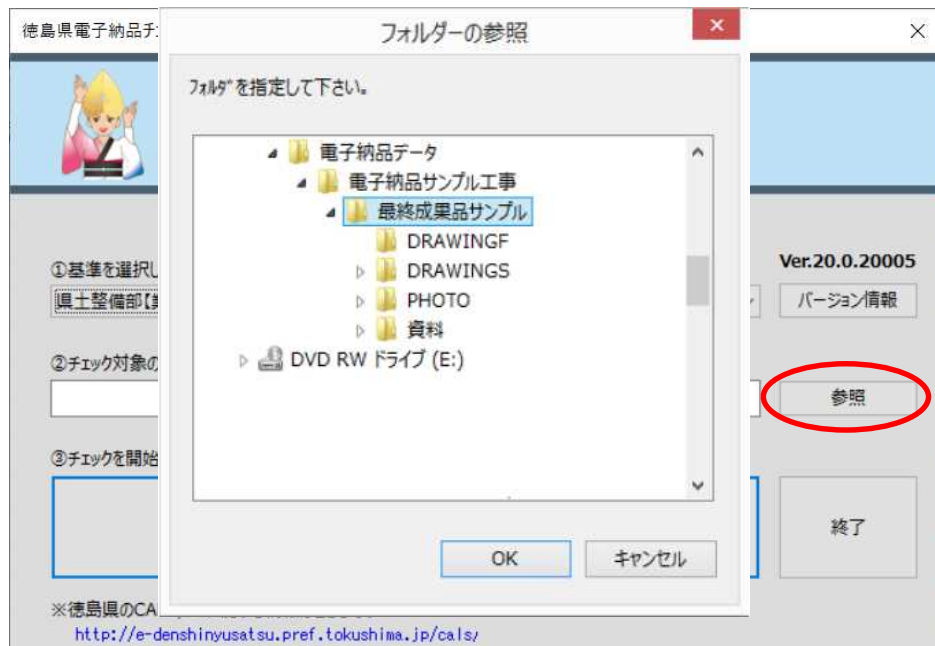 徳島県電子納品チ
フォルダーの参照
ﾌｫﾙﾀﾞを指定して下さい。
電子納品データ
電子納品サンプル工事
最終成果品サンプル
DRAWINGF
DRAWINGS
PHOTO
資料
DVD RW ドライブ (E:)
OK
キャンセル
①基準を選択し
県土整備部【
Ver.20.0.20005
バージョン情報
②チェック対象の
参照
③チェックを開始
終了
※徳島県のCA
http://e-denshinyusatsu.pref.tokushima.jp/cals/